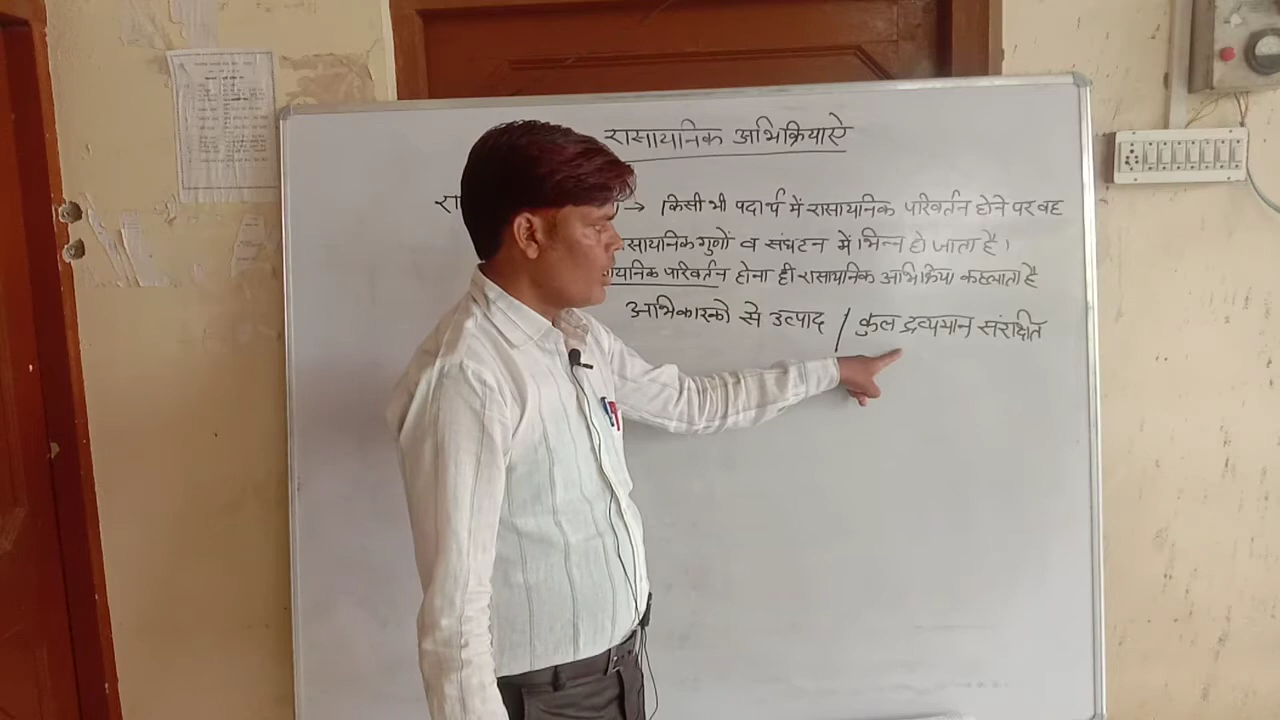 रासायनिक अभिक्रियाऐ
→ किसी भी पदार्थ में रासायनिक परिवर्तन होने पर वह
सायनिक गुणों व संघटन में भिन्न हो जाता है।
ायनिक परिवर्तन होना ही रासायनिक अभिक्रिया कहलाता है
अभिकारको से उत्पाद / कुल द्रव्यमान संरक्षित